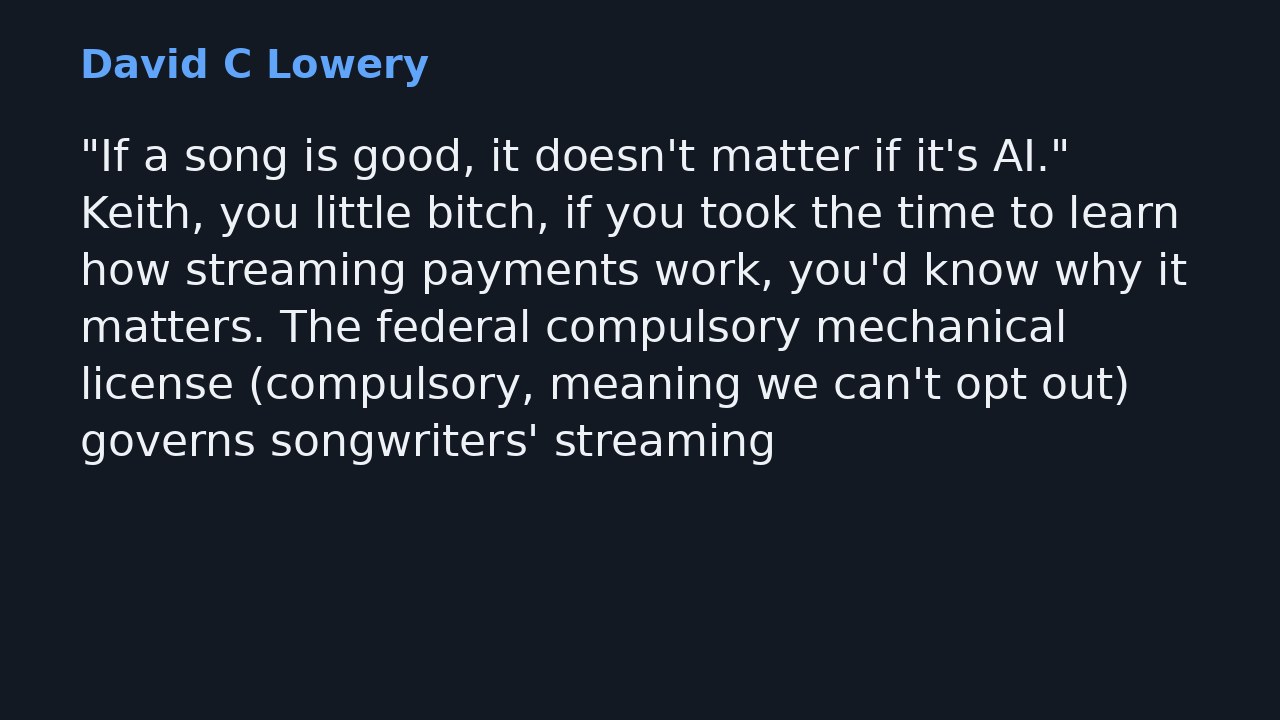 David C Lowery
"If a song is good, it doesn't matter if it's AI."
Keith, you little bitch, if you took the time to learn
how streaming payments work, you'd know why it
matters. The federal compulsory mechanical
license (compulsory, meaning we can't opt out)
governs songwriters' streaming